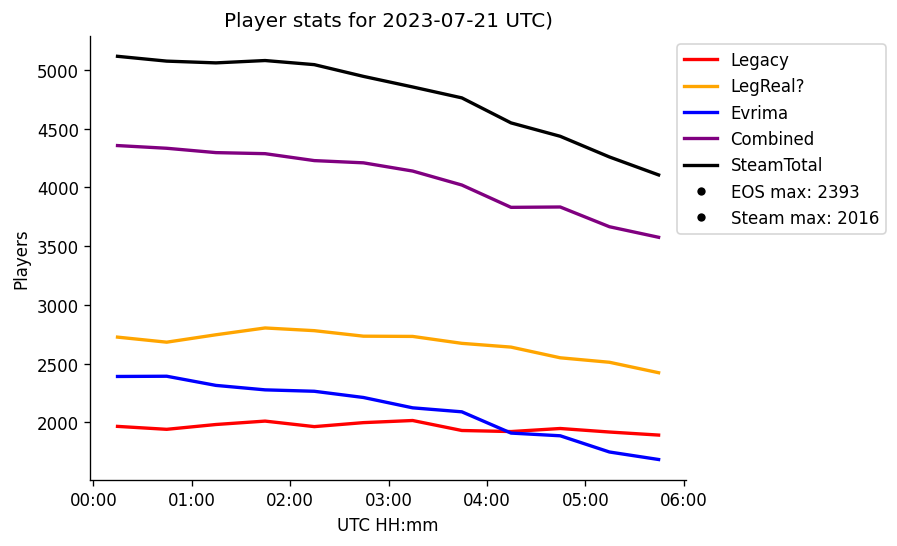 Player stats for 2023-07-21 UTC)
Legacy
LegReal?
Evrima
Combined
SteamTotal
EOS max: 2393
Steam max: 2016
Players
5000
4500
4000
3500
3000
2500
2000
00:00 01:00 02:00 03:00 04:00 05:00 06:00
UTC HH:mm